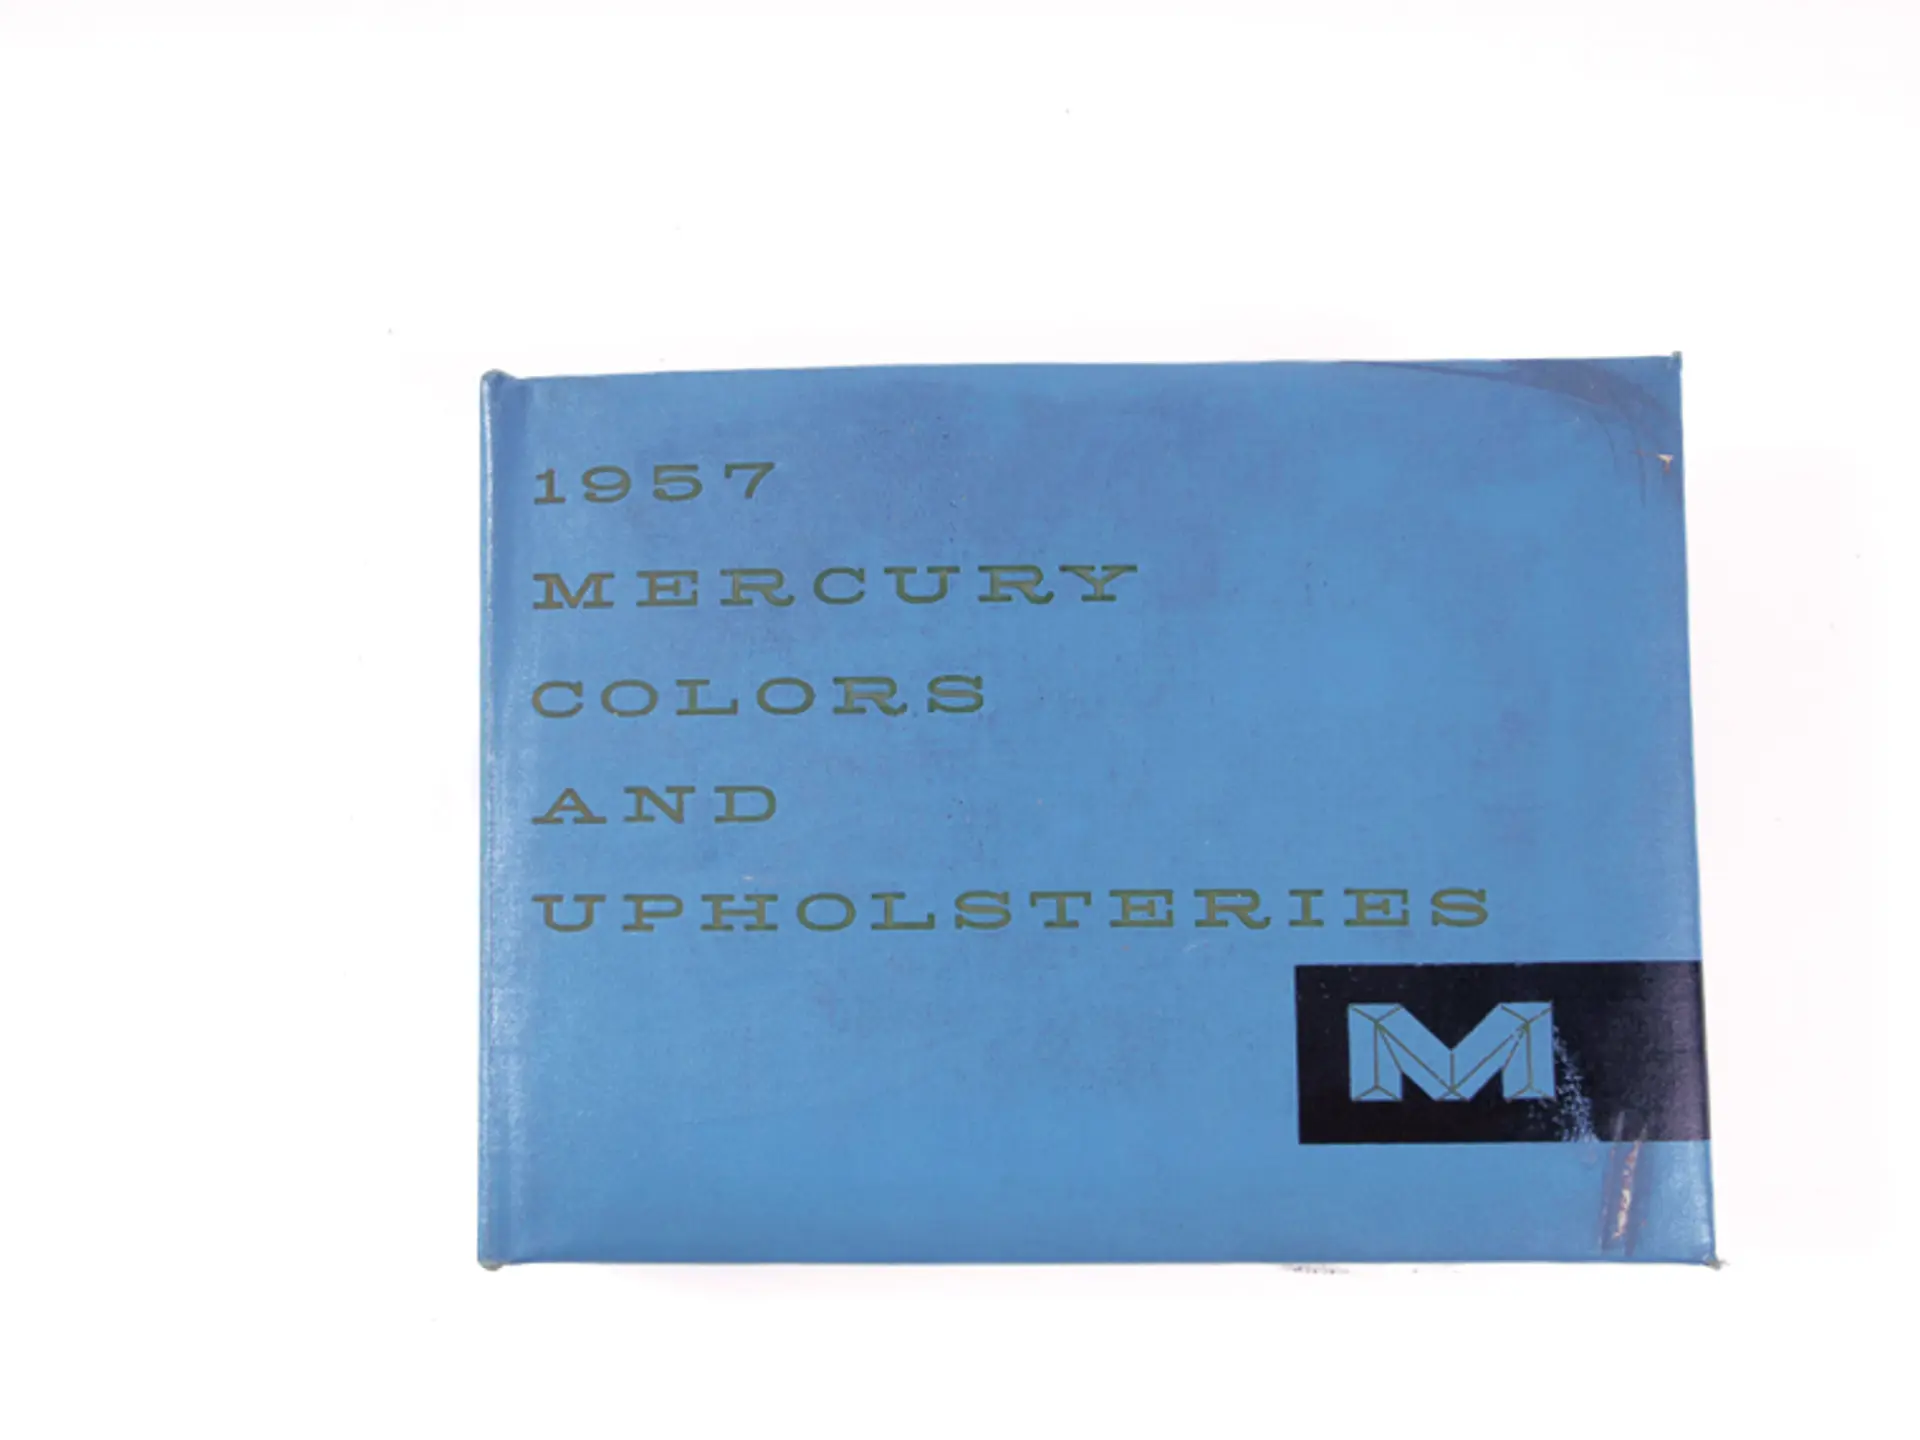 1957
MERCURY
COLORS
AND
UPHOLSTERIES
M